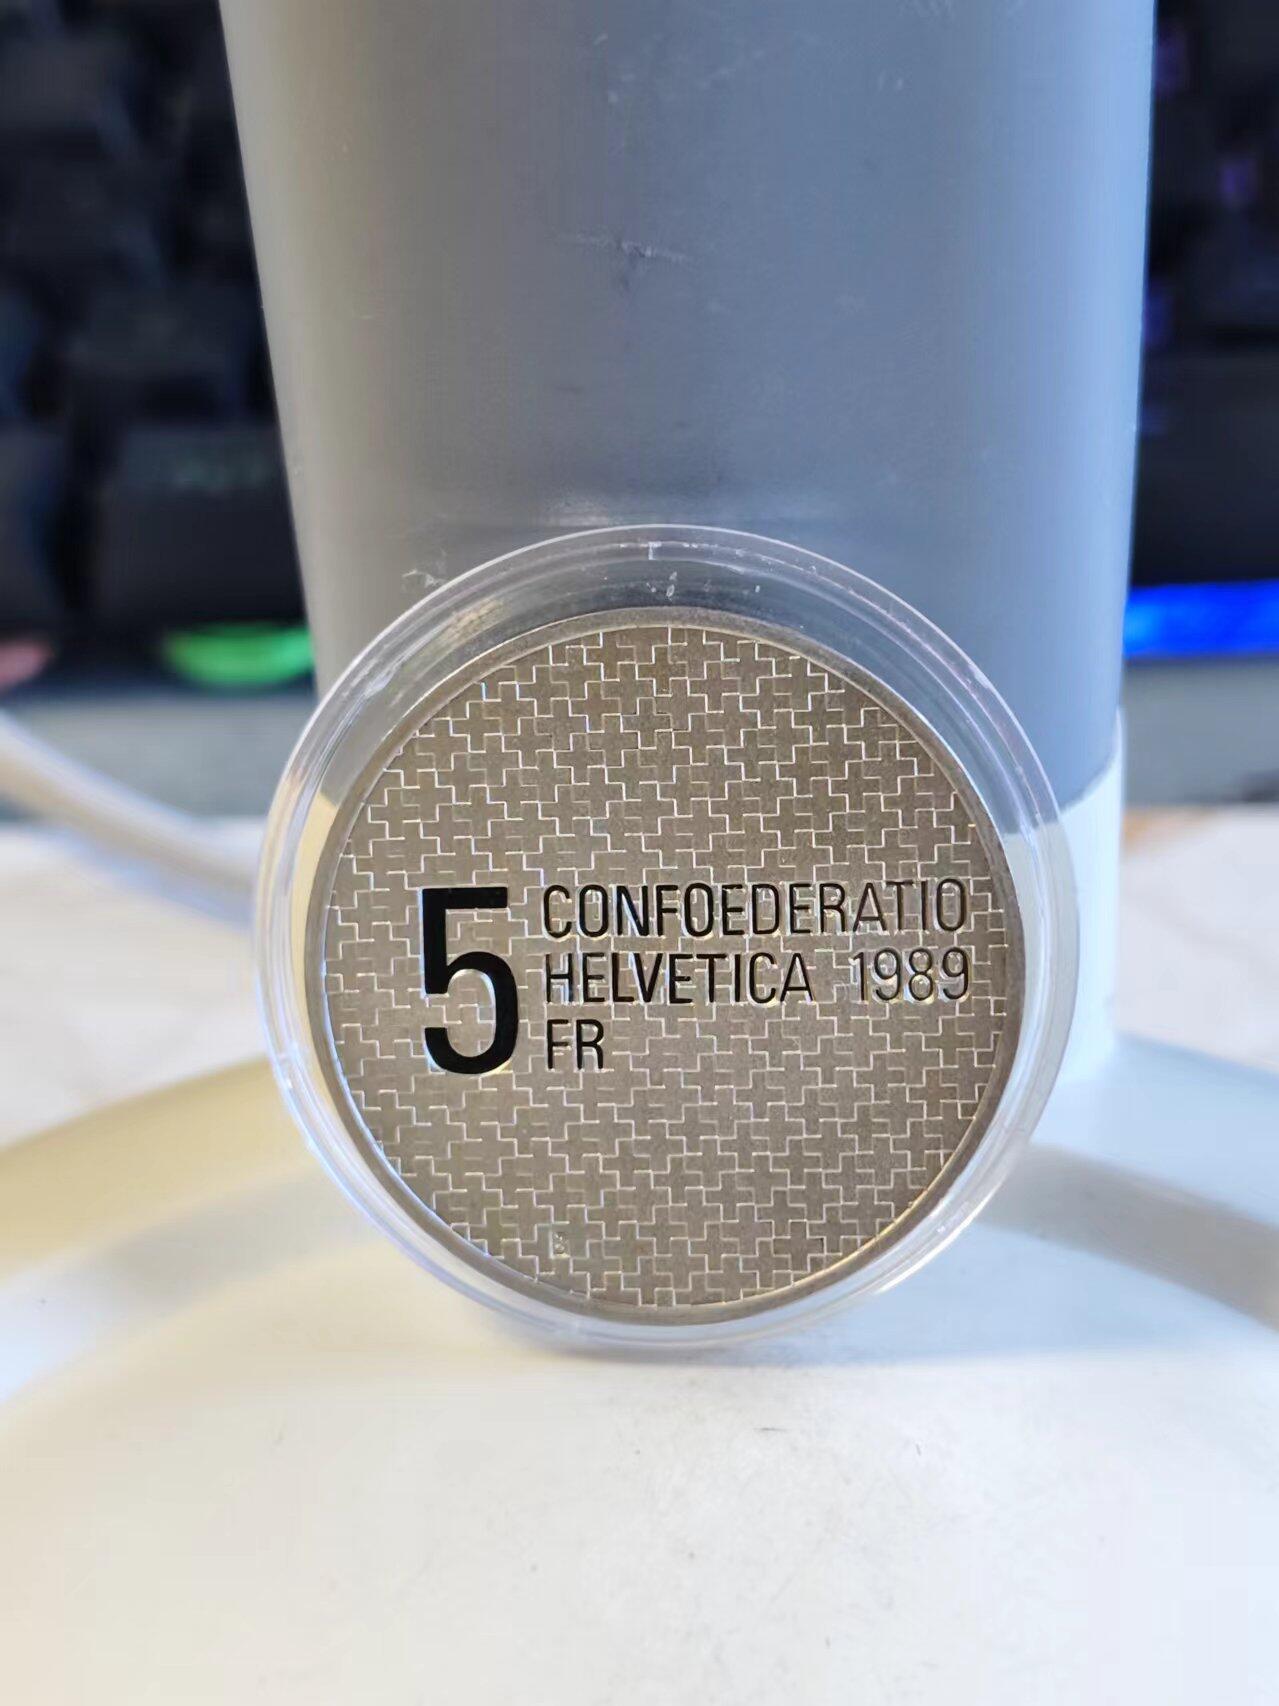 5 CONFOEDERATIO
HELVETICA 1989
FR